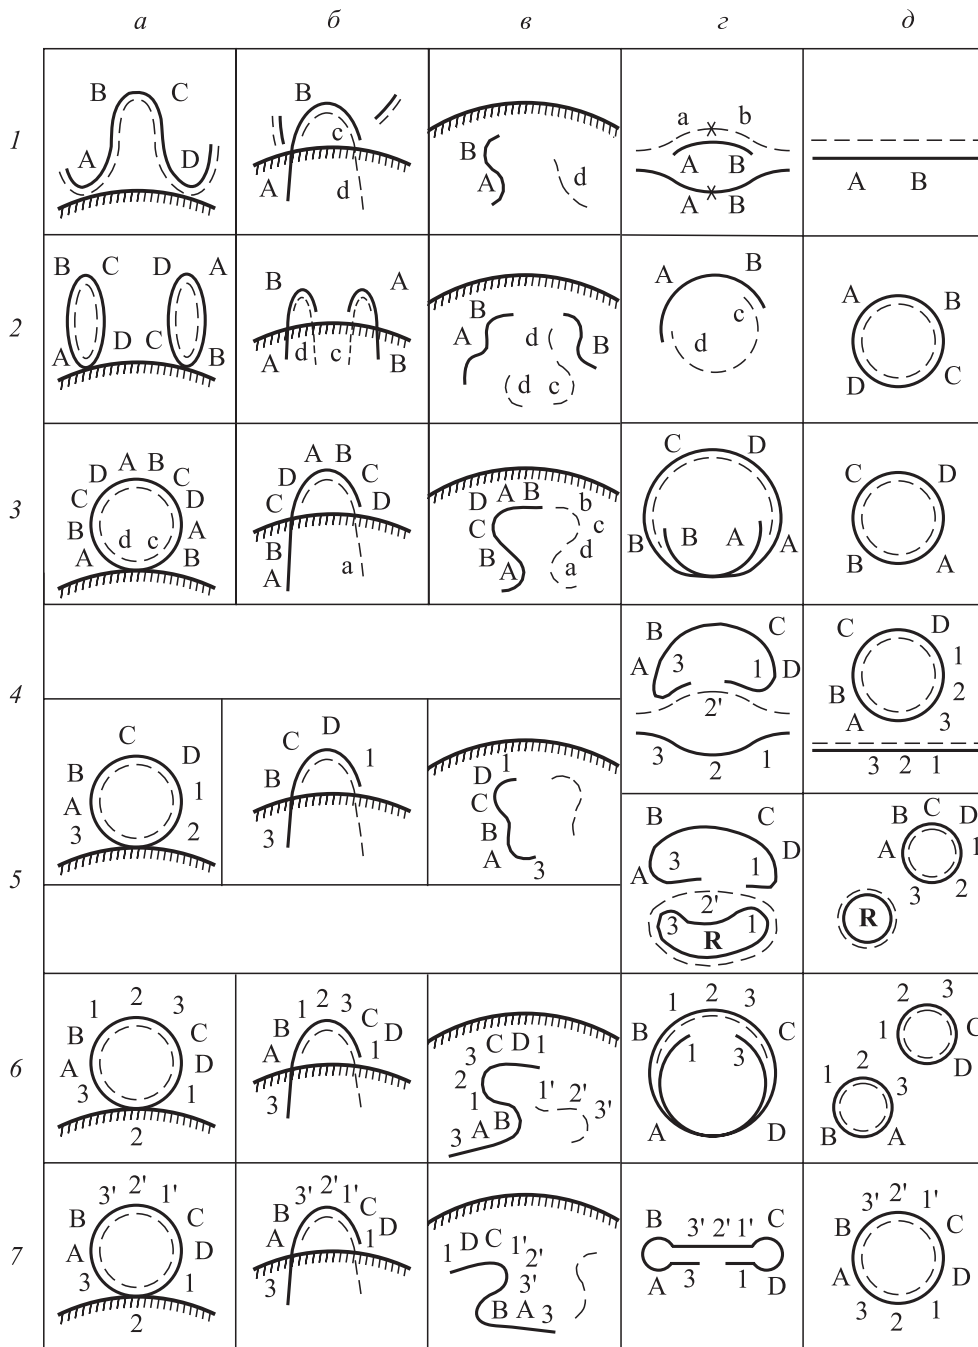 а б в г д
1
B C
A D
B
c
A d
B
A d
a b
A B
A B
A B
2
B C D A
A D C B
B A
d c
A B
B
A d B
d c
B
A c
d
A B
D C
3
D A B C
C D
B d c A
A B
D A B C
C D
B
A a
D A B b
C c
B d
A a
C D
B B A A
C D
B A
4
B C
A 3 1 D
2'
3 2 1
C D
1
B 2
A 3
3 2 1
C
B D
A 1
3 2
C D
B 1
3
D 1
C
B
A 3
5
B C
A 3 1 D
2'
3 1
R
B C D
A 1
3 2
R
6
1 2 3
B C
A D
3 1
2
1 2 3
B C
A D
1
3
3 C D 1
2
1 1' 2' 3'
3 A B
1 2 3
B C
1 3
A D
2 3
1 C
D
2
1 3
B A
7
3' 2' 1'
B C
A D
3 1
2
3' 2' 1'
B C
A D
1
3
1 D C 1'
2'
3'
B A 3
B C
3' 2' 1'
A 3 1 D
3' 2' 1'
B C
A D
3 2 1